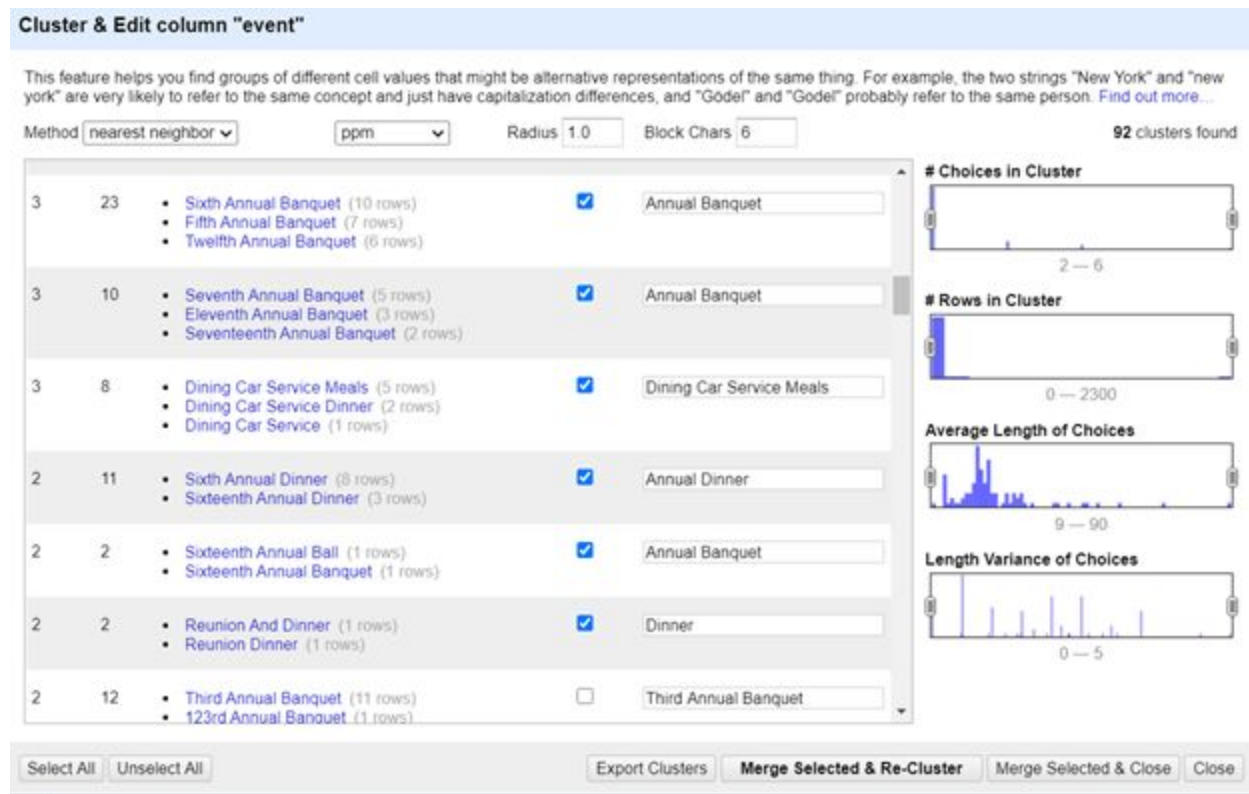 Cluster & Edit column "event"
This feature helps you find groups of different cell values that might be alternative representations of the same thing. For example, the two strings "New York" and "new
york" are very likely to refer to the same concept and just have capitalization differences, and "Gödel" and "Godel" probably refer to the same person. Find out more...
Method nearest neighbor ppm Radius 1.0 Block Chars 6 92 clusters found
3 23 • Sixth Annual Banquet (10 rows) Annual Banquet
• Fifth Annual Banquet (7 rows)
• Twelfth Annual Banquet (6 rows)
3 10 • Seventh Annual Banquet (5 rows) Annual Banquet
• Eleventh Annual Banquet (3 rows)
• Seventeenth Annual Banquet (2 rows)
3 8 • Dining Car Service Meals (5 rows) Dining Car Service Meals
• Dining Car Service Dinner (2 rows)
• Dining Car Service (1 rows)
2 11 • Sixth Annual Dinner (8 rows) Annual Dinner
• Sixteenth Annual Dinner (3 rows)
2 2 • Sixteenth Annual Ball (1 rows) Annual Banquet
• Sixteenth Annual Banquet (1 rows)
2 2 • Reunion And Dinner (1 rows) Dinner
• Reunion Dinner (1 rows)
2 12 • Third Annual Banquet (11 rows) Third Annual Banquet
• 123rd Annual Banquet (1 rows)
# Choices in Cluster
2 — 6
# Rows in Cluster
0 — 2300
Average Length of Choices
9 — 90
Length Variance of Choices
0 — 5
Select All Unselect All Export Clusters Merge Selected & Re-Cluster Merge Selected & Close Close